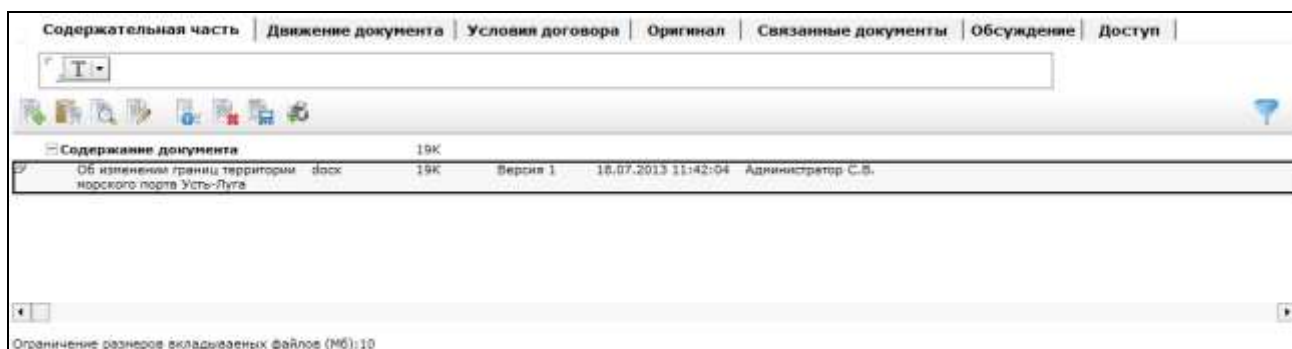 Содержательная часть Движение документа Условия договора Оригинал Связанные документы Обсуждение Доступ
T
Содержание документа 19K
Об изменении границ территории docx 19K Версия 1 18.07.2013 11:42:04 Администратор С.В.
морского порта Усть-Луга
Ограничение размеров вкладываемых файлов (Мб):10